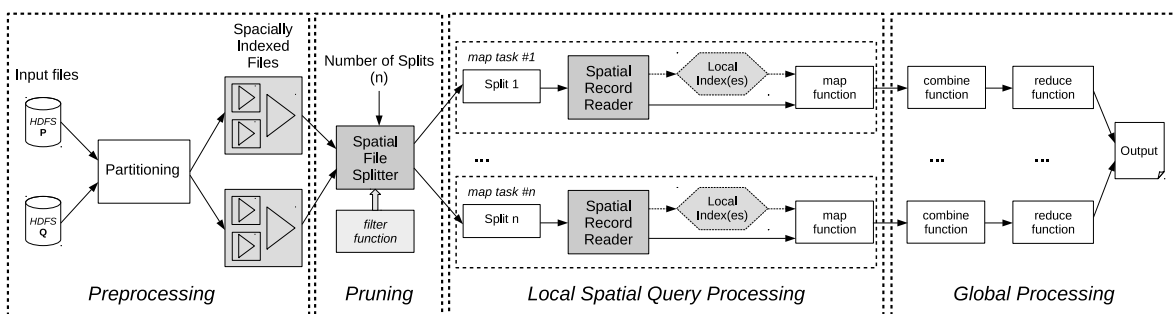 Input files
HDFS
P
HDFS
Q
Partitioning
Spacially
Indexed
Files
Preprocessing
Number of Splits
(n)
Spatial
File
Splitter
filter
function
Pruning
map task #1
Split 1
Spatial
Record
Reader
Local
Index(es)
map
function
...
...
map task #n
Split n
Spatial
Record
Reader
Local
Index(es)
map
function
Local Spatial Query Processing
combine
function
reduce
function
...
...
combine
function
reduce
function
Output
Global Processing